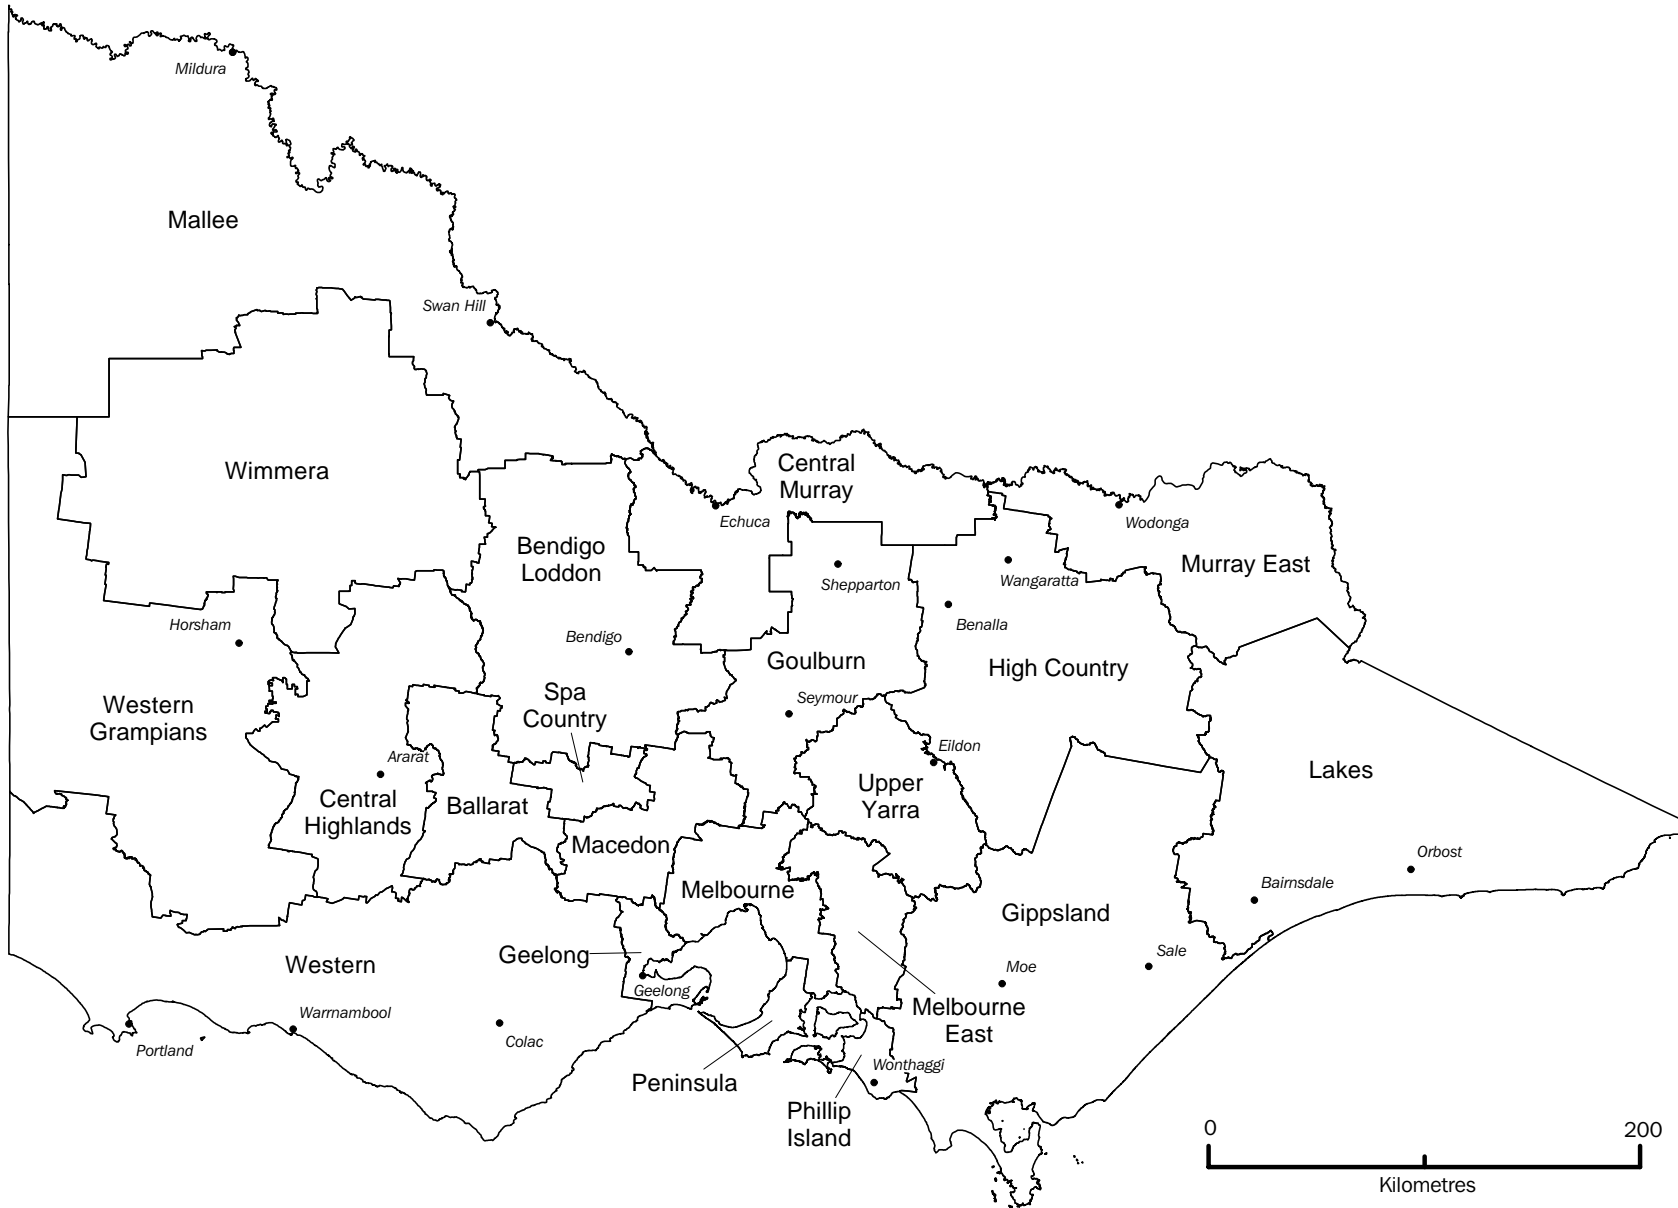 Mildura
Mallee
Swan Hill
Wimmera
Central
Murray
Echuca
Wodonga
Bendigo
Loddon
Murray East
Shepparton
Wangaratta
Horsham
Benalla
Bendigo
Goulburn
High Country
Spa
Country
Seymour
Western
Grampians
Ararat
Eildon
Lakes
Upper
Yarra
Central
Highlands
Ballarat
Macedon
Orbost
Bairnsdale
Melbourne
Gippsland
Geelong
Western
Sale
Moe
Geelong
Melbourne
East
Warrnambool
Colac
Portland
Peninsula
Wonthaggi
Phillip
Island
0 200
Kilometres